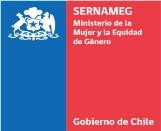 SERNAMEG
Ministerio de la
Mujer y la Equidad
de Género
Gobierno de Chile